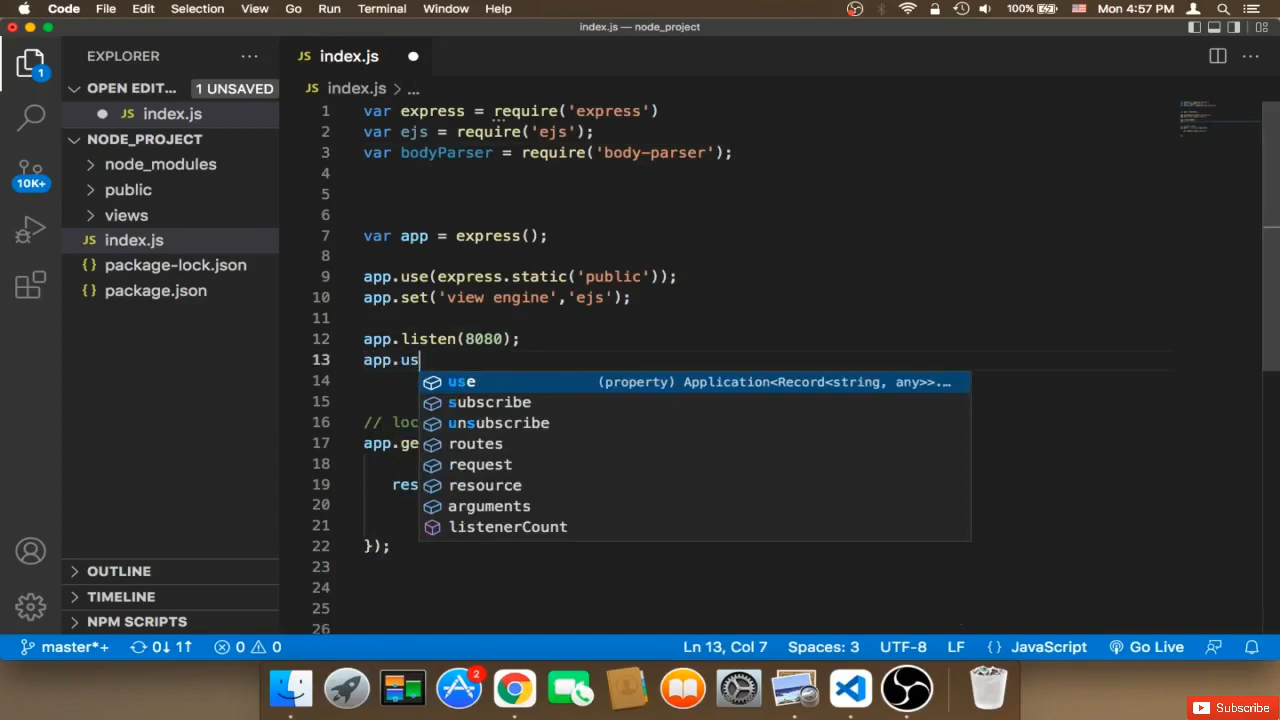 Code File Edit Selection View Go Run Terminal Window Help 100% Mon 4:57 PM
index.js — node_project
EXPLORER ...
JS index.js
1
OPEN EDIT... 1 UNSAVED
JS index.js > ...
JS index.js
NODE_PROJECT
node_modules
public
views
JS index.js
{} package-lock.json
{} package.json
10K+
1 var express = require('express')
2 var ejs = require('ejs');
3 var bodyParser = require('body-parser');
4
5
6
7 var app = express();
8
9 app.use(express.static('public'));
10 app.set('view engine','ejs');
11
12 app.listen(8080);
13 app.us
14
15
16 // loc
17 app.ge
18
19 res
20
21
22 });
23
24
25
26
use (property) Application<Record<string, any>>....
subscribe
unsubscribe
routes
request
resource
arguments
listenerCount
OUTLINE
TIMELINE
NPM SCRIPTS
master*+ 0↓ 1↑ 0 0 Ln 13, Col 7 Spaces: 3 UTF-8 LF {} JavaScript Go Live
2
Subscribe